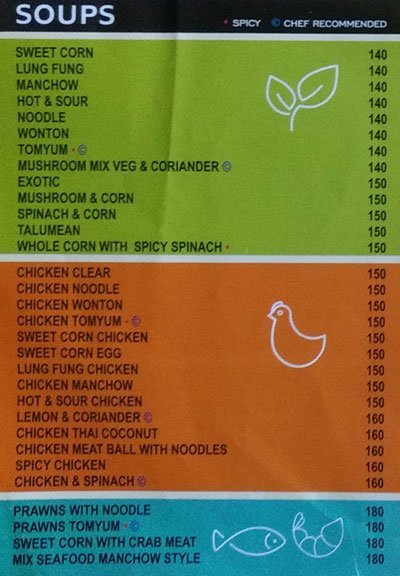 SOUPS
• SPICY © CHEF RECOMMENDED
SWEET CORN 140
LUNG FUNG 140
MANCHOW 140
HOT & SOUR 140
NOODLE 140
WONTON 140
TOMYUM • © 140
MUSHROOM MIX VEG & CORIANDER © 140
EXOTIC 150
MUSHROOM & CORN 150
SPINACH & CORN 150
TALUMEAN 150
WHOLE CORN WITH SPICY SPINACH • 150
CHICKEN CLEAR 150
CHICKEN NOODLE 150
CHICKEN WONTON 150
CHICKEN TOMYUM • © 150
SWEET CORN CHICKEN 150
SWEET CORN EGG 150
LUNG FUNG CHICKEN 150
CHICKEN MANCHOW 150
HOT & SOUR CHICKEN 150
LEMON & CORIANDER © 160
CHICKEN THAI COCONUT 160
CHICKEN MEAT BALL WITH NOODLES 160
SPICY CHICKEN 160
CHICKEN & SPINACH © 160
PRAWNS WITH NOODLE 180
PRAWNS TOMYUM • © 180
SWEET CORN WITH CRAB MEAT 180
MIX SEAFOOD MANCHOW STYLE 180